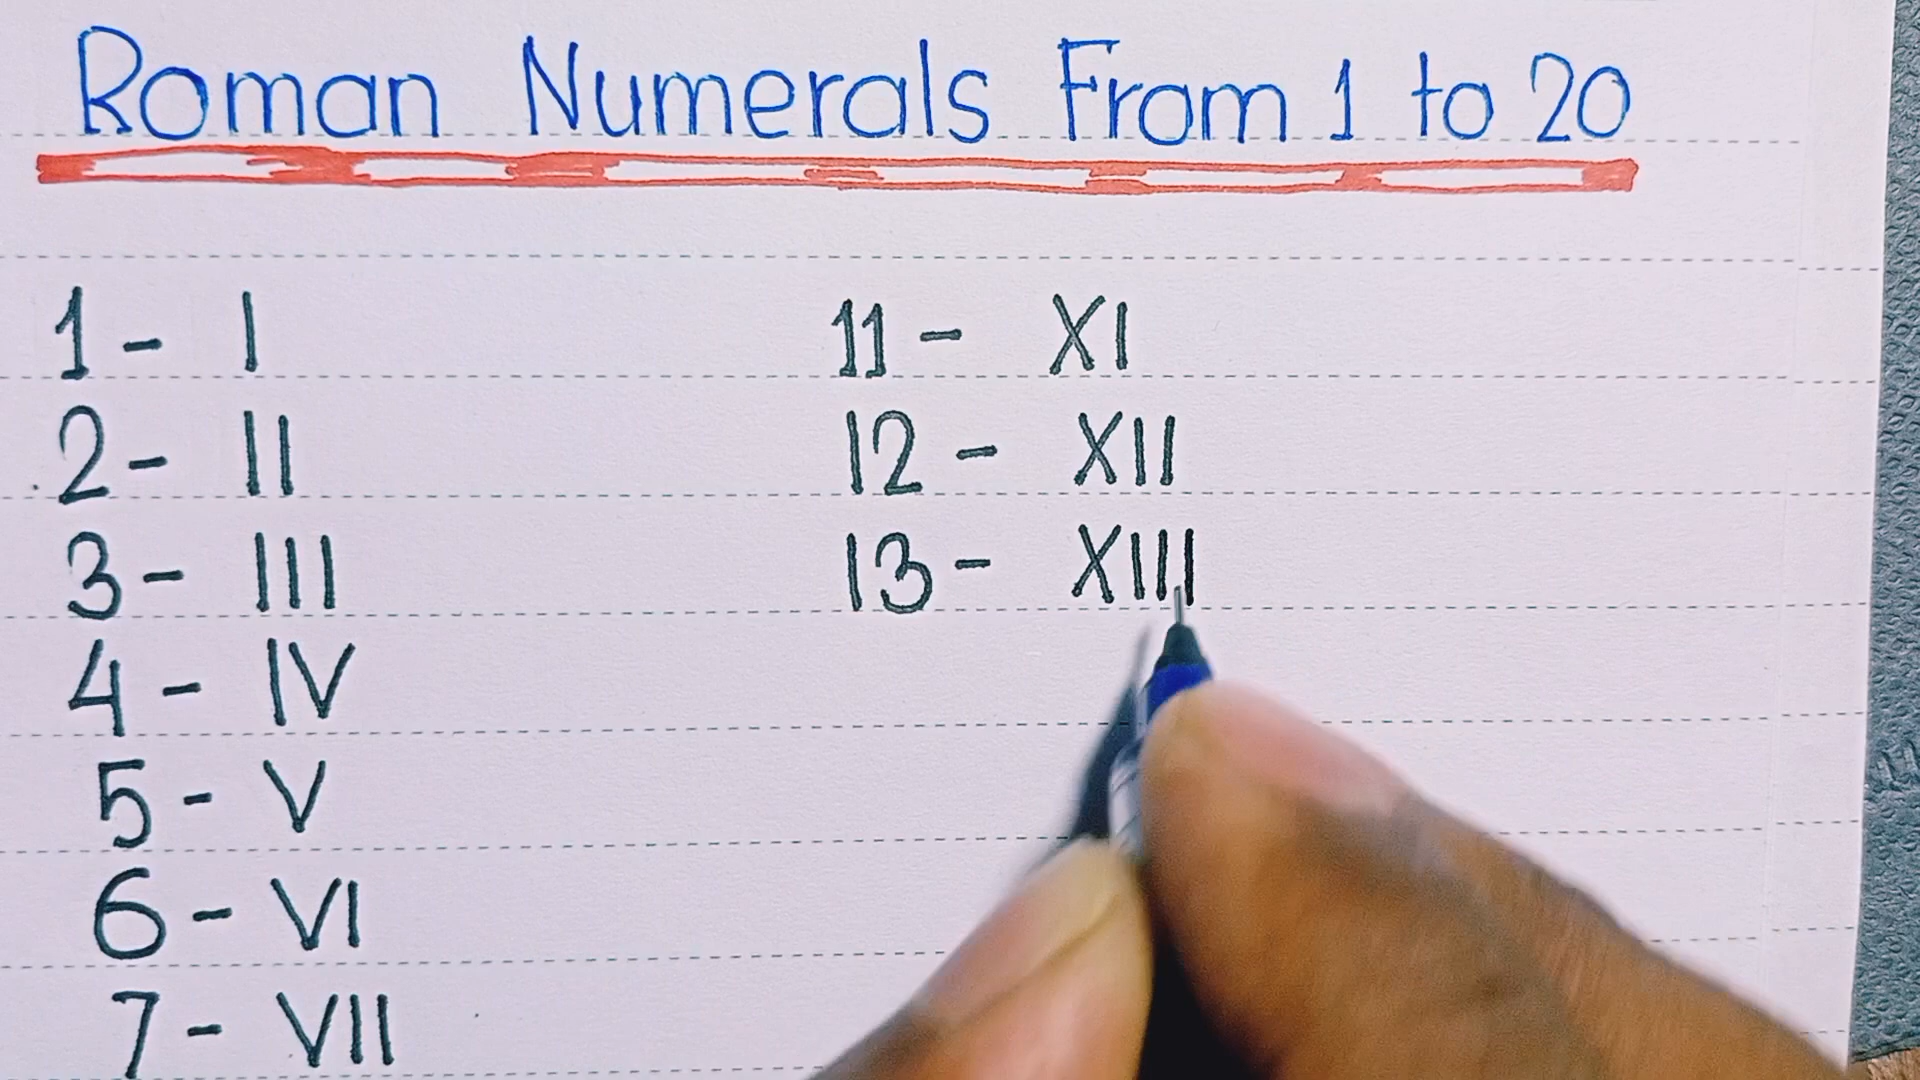 Roman Numerals From 1 to 20
1 - I
2 - II
3 - III
4 - IV
5 - V
6 - VI
7 - VII
11 - XI
12 - XII
13 - XIII